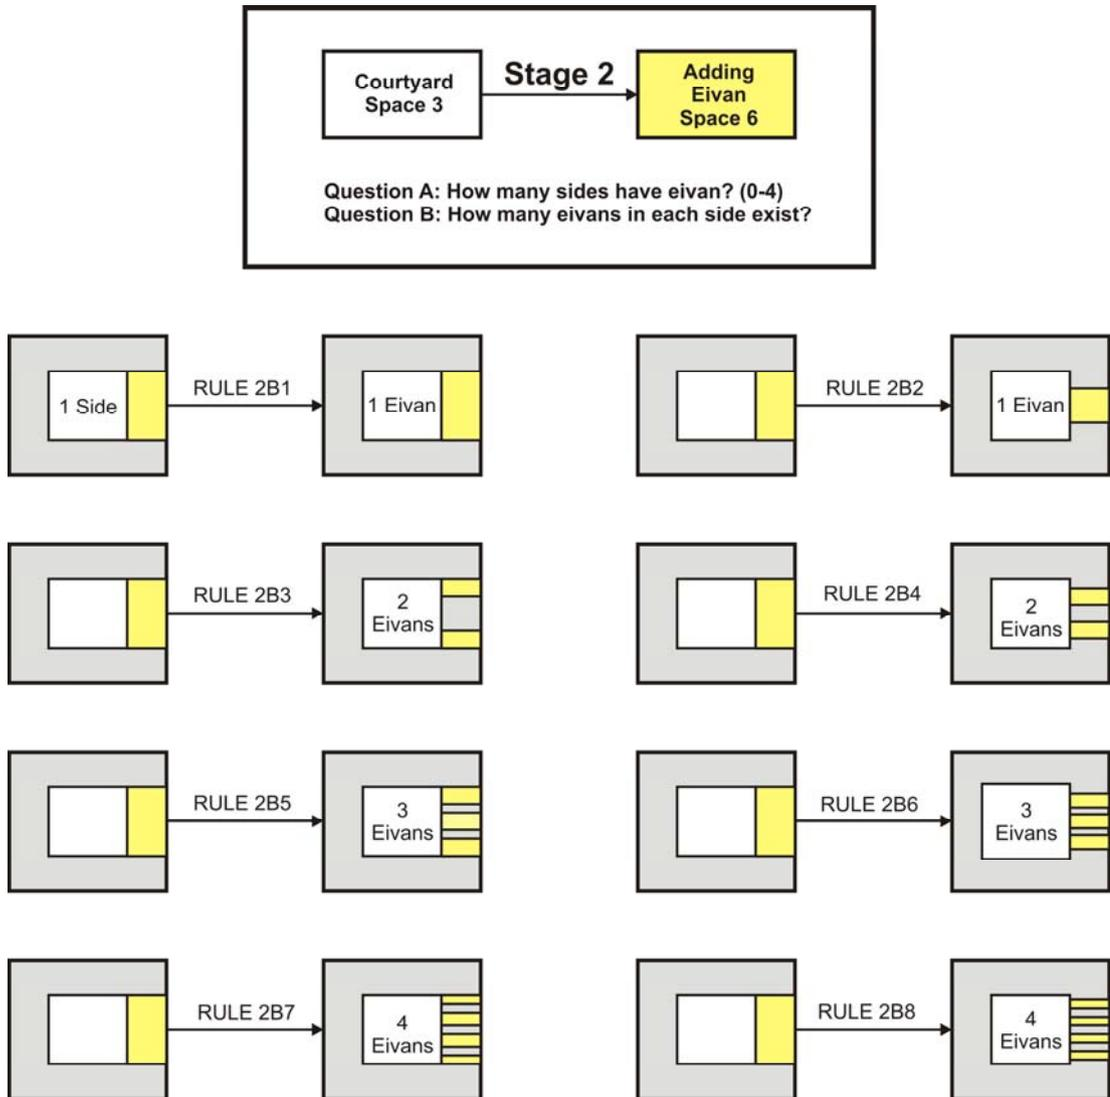 Courtyard
Space 3
Stage 2
Adding
Eivan
Space 6
Question A: How many sides have eivan? (0-4)
Question B: How many eivans in each side exist?
1 Side
RULE 2B1
1 Eivan
RULE 2B2
1 Eivan
RULE 2B3
2
Eivans
RULE 2B4
2
Eivans
RULE 2B5
3
Eivans
RULE 2B6
3
Eivans
RULE 2B7
4
Eivans
RULE 2B8
4
Eivans